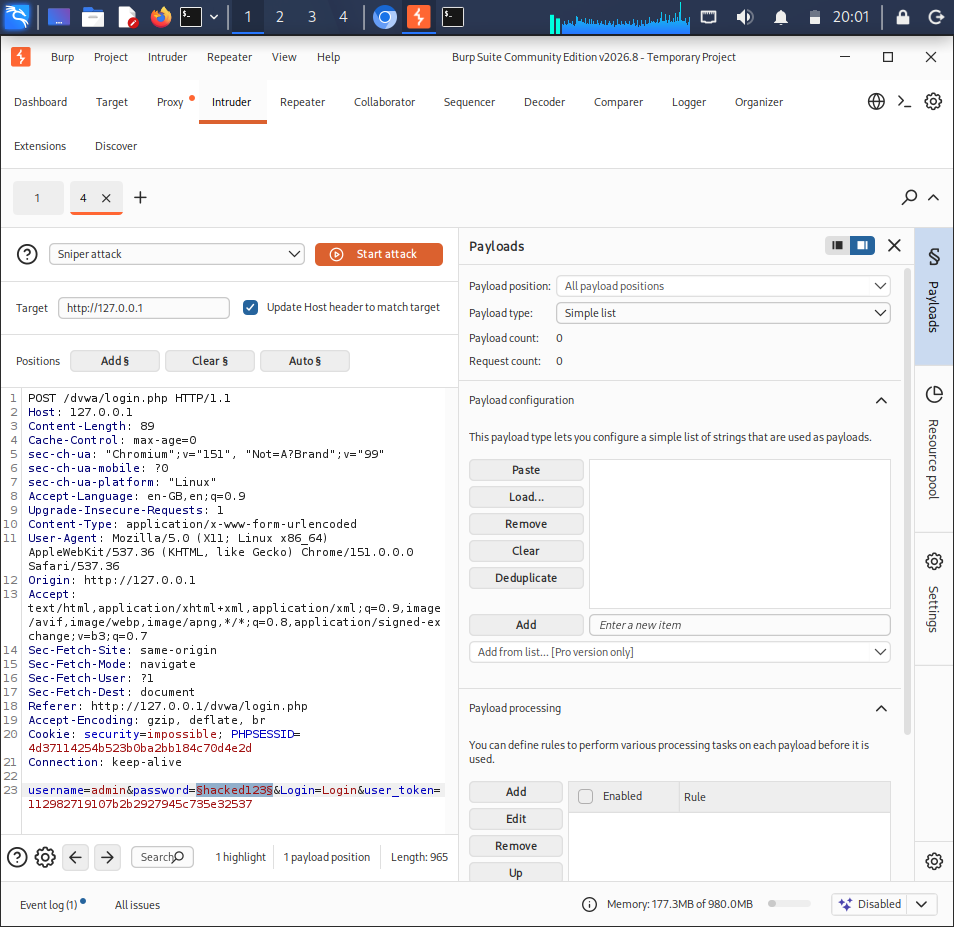 1 2 3 4 20:01
Burp Project Intruder Repeater View Help Burp Suite Community Edition v2026.8 - Temporary Project
Dashboard Target Proxy Intruder Repeater Collaborator Sequencer Decoder Comparer Logger Organizer
Extensions Discover
1 4
Sniper attack Start attack
Target http://127.0.0.1 Update Host header to match target
Positions Add § Clear § Auto §
1 POST /dvwa/login.php HTTP/1.1
2 Host: 127.0.0.1
3 Content-Length: 89
4 Cache-Control: max-age=0
5 sec-ch-ua: "Chromium";v="151", "Not=A?Brand";v="99"
6 sec-ch-ua-mobile: ?0
7 sec-ch-ua-platform: "Linux"
8 Accept-Language: en-GB,en;q=0.9
9 Upgrade-Insecure-Requests: 1
10 Content-Type: application/x-www-form-urlencoded
11 User-Agent: Mozilla/5.0 (X11; Linux x86_64)
AppleWebKit/537.36 (KHTML, like Gecko) Chrome/151.0.0.0
Safari/537.36
12 Origin: http://127.0.0.1
13 Accept:
text/html,application/xhtml+xml,application/xml;q=0.9,image
/avif,image/webp,image/apng,*/*;q=0.8,application/signed-ex
change;v=b3;q=0.7
14 Sec-Fetch-Site: same-origin
15 Sec-Fetch-Mode: navigate
16 Sec-Fetch-User: ?1
17 Sec-Fetch-Dest: document
18 Referer: http://127.0.0.1/dvwa/login.php
19 Accept-Encoding: gzip, deflate, br
20 Cookie: security=impossible; PHPSESSID=
4d37114254b523b0ba2bb184c70d4e2d
21 Connection: keep-alive
22
23 username=admin&password=§hacked123§&Login=Login&user_token=
112982719107b2b2927945c735e32537
Search 1 highlight 1 payload position Length: 965
Payloads
Payload position: All payload positions
Payload type: Simple list
Payload count: 0
Request count: 0
Payload configuration
This payload type lets you configure a simple list of strings that are used as payloads.
Paste
Load...
Remove
Clear
Deduplicate
Add Enter a new item
Add from list... [Pro version only]
Payload processing
You can define rules to perform various processing tasks on each payload before it is
used.
Add Enabled Rule
Edit
Remove
Up
§ Payloads
Resource pool
Settings
Event log (1) All issues Memory: 177.3MB of 980.0MB Disabled